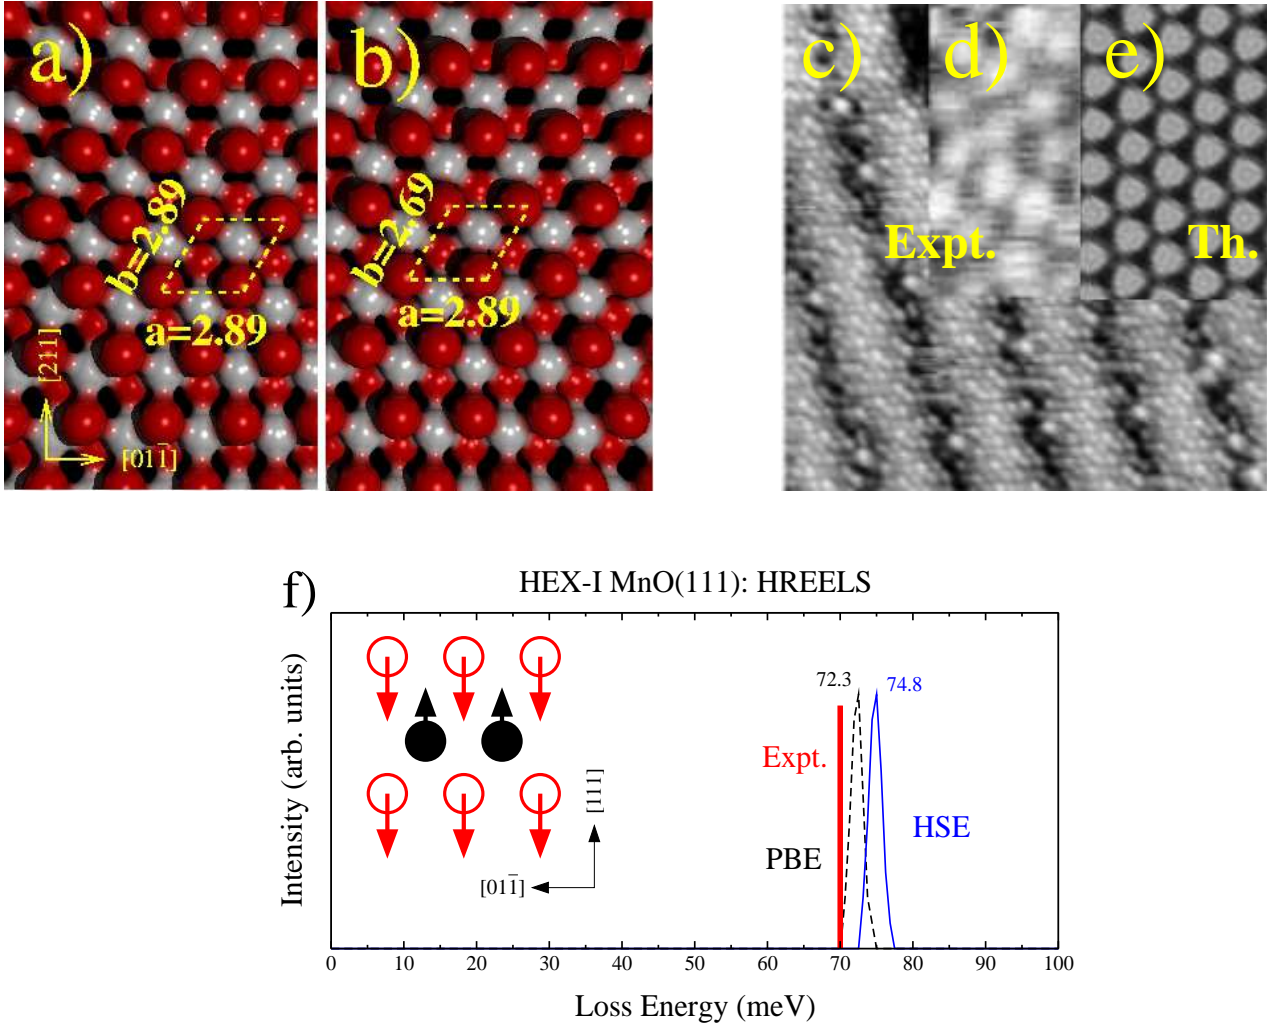 a)
b=2.89
a=2.89
[211]
[01̅1]
b)
b=2.69
a=2.89
c)
d)
e)
Expt.
Th.
f)
HEX-I MnO(111): HREELS
Intensity (arb. units)
72.3
74.8
Expt.
PBE
HSE
[111]
[011̅]
0 10 20 30 40 50 60 70 80 90 100
Loss Energy (meV)